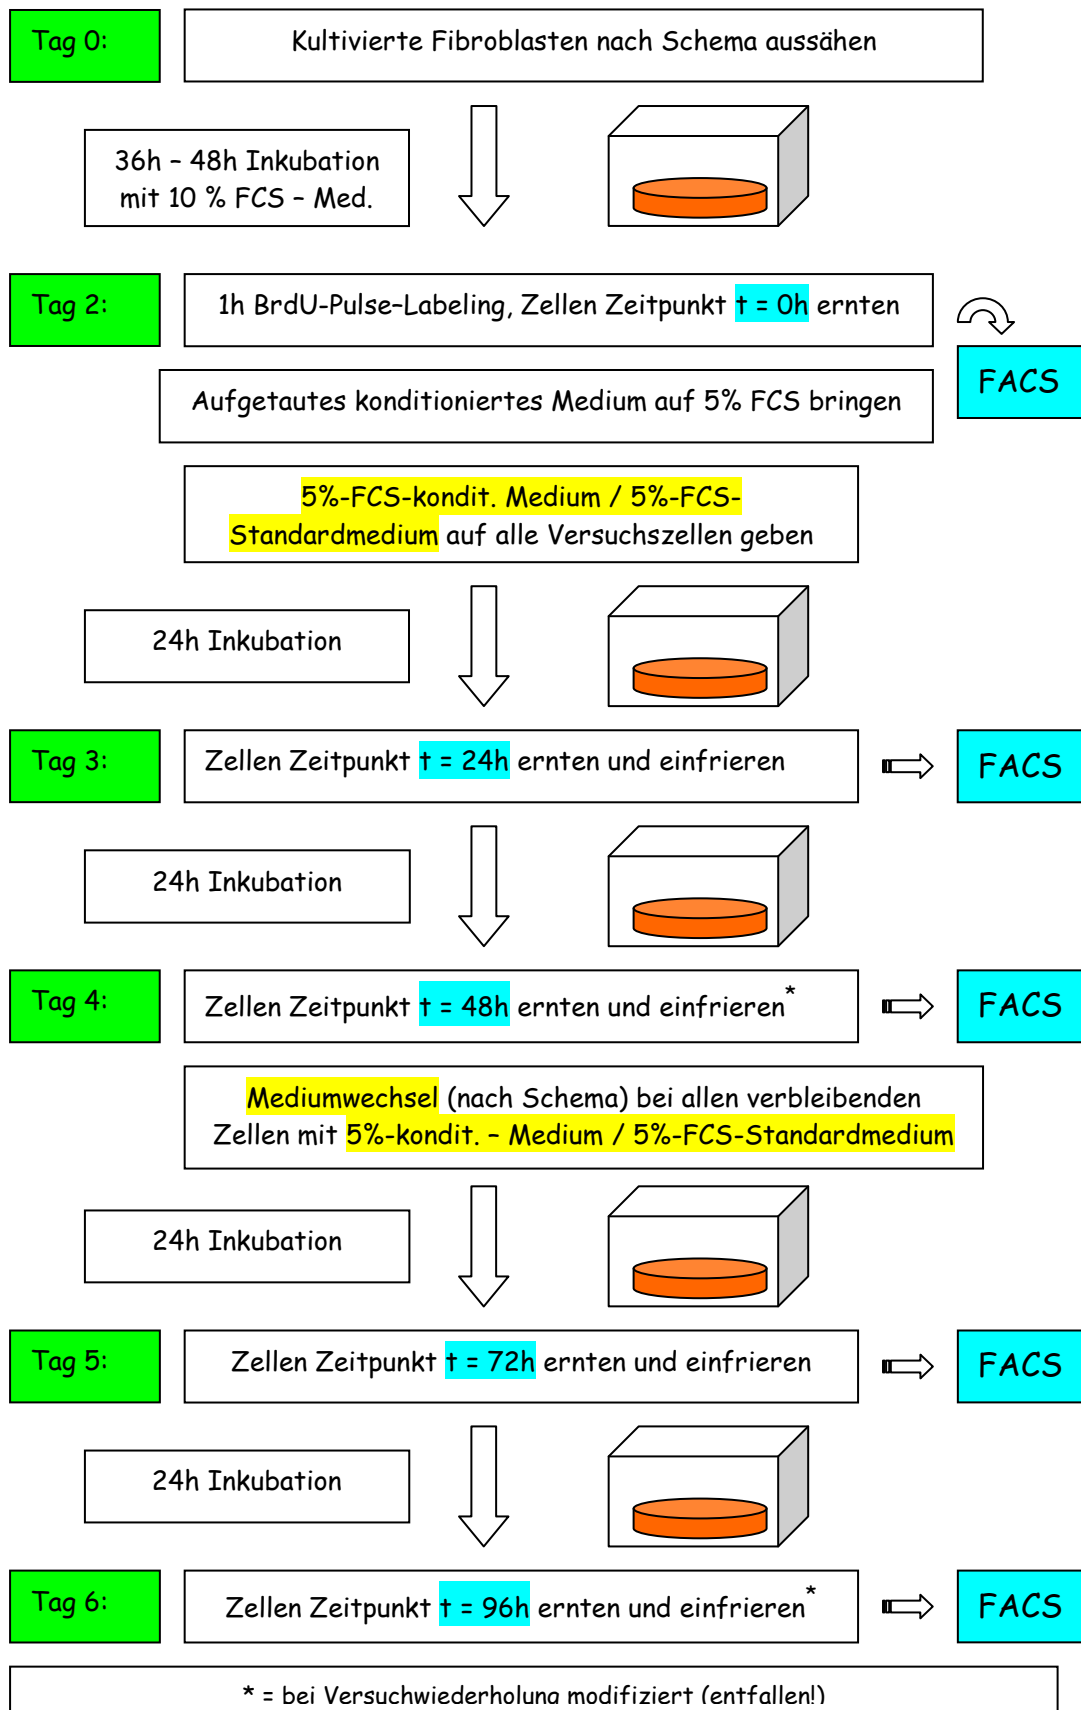 Tag 0:
Kultivierte Fibroblasten nach Schema aussähen
36h – 48h Inkubation
mit 10 % FCS – Med.
Tag 2:
1h BrdU-Pulse-Labeling, Zellen Zeitpunkt t = 0h ernten
FACS
Aufgetautes konditioniertes Medium auf 5% FCS bringen
5%-FCS-kondit. Medium / 5%-FCS-
Standardmedium auf alle Versuchszellen geben
24h Inkubation
Tag 3:
Zellen Zeitpunkt t = 24h ernten und einfrieren
FACS
24h Inkubation
Tag 4:
Zellen Zeitpunkt t = 48h ernten und einfrieren*
FACS
Mediumwechsel (nach Schema) bei allen verbleibenden
Zellen mit 5%-kondit. – Medium / 5%-FCS-Standardmedium
24h Inkubation
Tag 5:
Zellen Zeitpunkt t = 72h ernten und einfrieren
FACS
24h Inkubation
Tag 6:
Zellen Zeitpunkt t = 96h ernten und einfrieren*
FACS
* = bei Versuchwiederholung modifiziert (entfallen!)